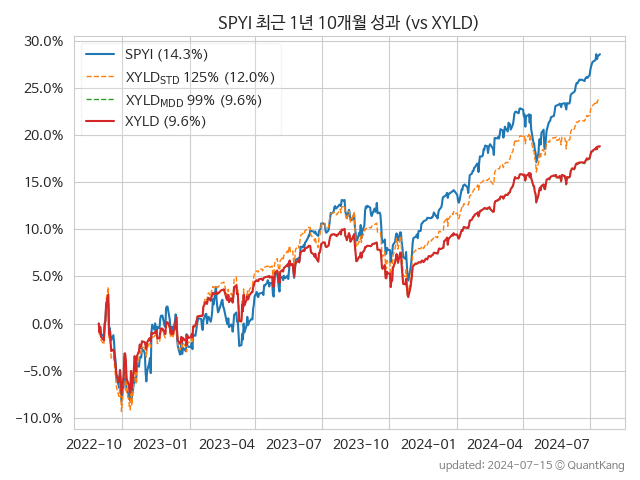 SPYI 최근 1년 10개월 성과 (vs XYLD)
SPYI (14.3%)
XYLD_STD 125% (12.0%)
XYLD_MDD 99% (9.6%)
XYLD (9.6%)
30.0%
25.0%
20.0%
15.0%
10.0%
5.0%
0.0%
−5.0%
−10.0%
2022-10 2023-01 2023-04 2023-07 2023-10 2024-01 2024-04 2024-07
updated: 2024-07-15 © QuantKang